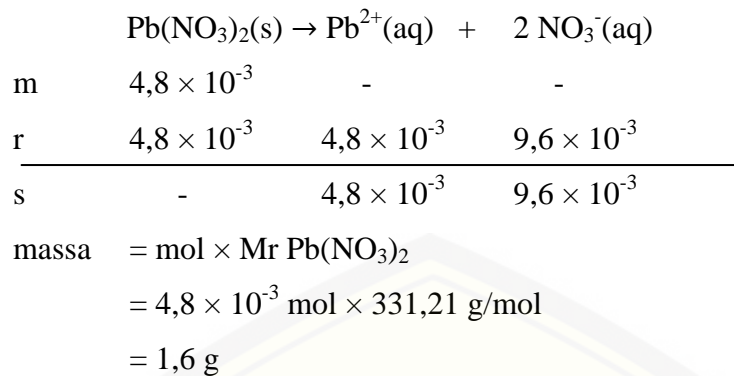 Pb(NO₃)₂(s) → Pb²⁺(aq) + 2 NO₃⁻(aq)
m 4,8 × 10⁻³ - -
r 4,8 × 10⁻³ 4,8 × 10⁻³ 9,6 × 10⁻³
s - 4,8 × 10⁻³ 9,6 × 10⁻³
massa = mol × Mr Pb(NO₃)₂
= 4,8 × 10⁻³ mol × 331,21 g/mol
= 1,6 g